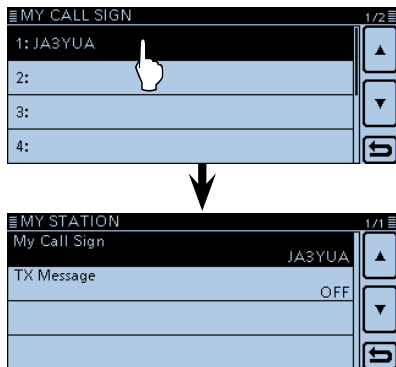 MY CALL SIGN 1/2
1: JA3YUA
2:
3:
4:
MY STATION 1/1
My Call Sign
JA3YUA
TX Message
OFF